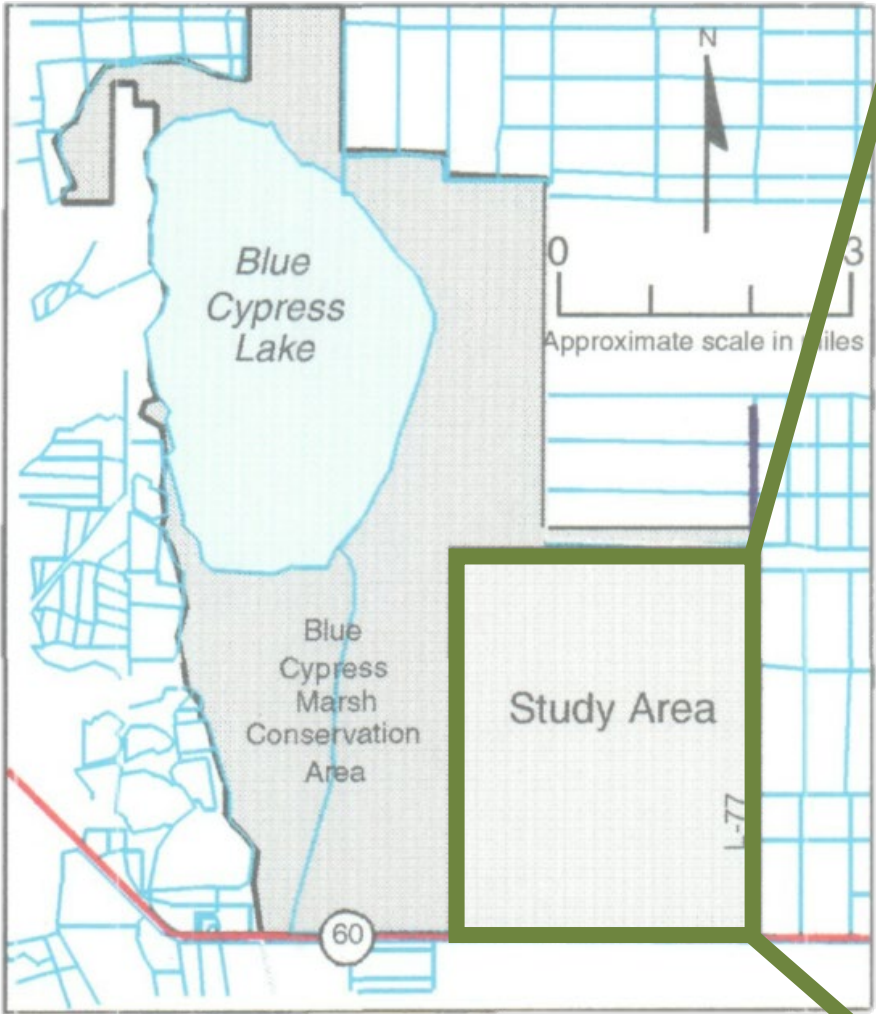 N
0
3
Approximate scale in miles
Blue
Cypress
Lake
Blue
Cypress
Marsh
Conservation
Area
Study Area
L-77
60